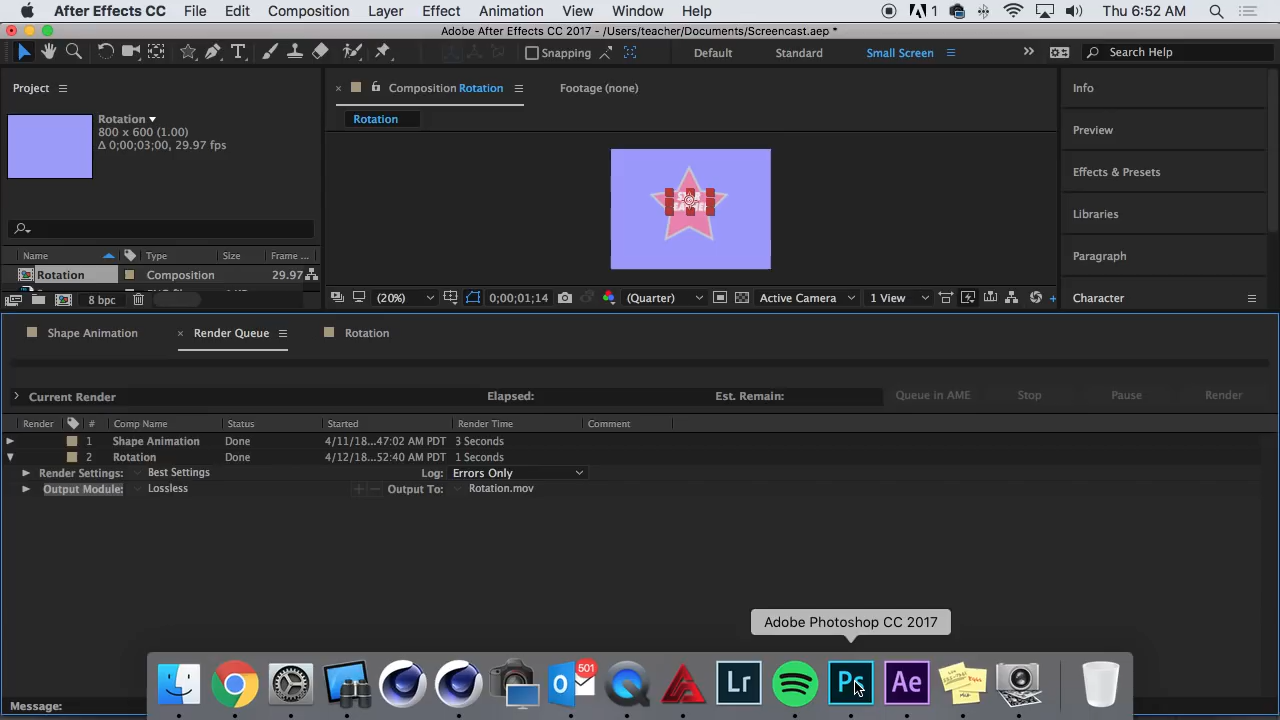 After Effects CC File Edit Composition Layer Effect Animation View Window Help 1 Thu 6:52 AM
Adobe After Effects CC 2017 - /Users/teacher/Documents/Screencast.aep *
T Snapping Default Standard Small Screen >> Search Help
Project Composition Rotation Footage (none) Info
Rotation
800 x 600 (1.00)
Δ 0;00;03;00, 29.97 fps
Rotation
Preview
Effects & Presets
Libraries
Paragraph
Character
Name Type Size Frame ...
Rotation Composition 29.97
8 bpc
(20%) 0;00;01;14 (Quarter) Active Camera 1 View
Shape Animation Render Queue Rotation
Current Render Elapsed: Est. Remain: Queue in AME Stop Pause Render
Render # Comp Name Status Started Render Time Comment
1 Shape Animation Done 4/11/18...47:02 AM PDT 3 Seconds
2 Rotation Done 4/12/18...52:40 AM PDT 1 Seconds
Render Settings: Best Settings Log: Errors Only
Output Module: Lossless + − Output To: Rotation.mov
Adobe Photoshop CC 2017
501
Lr Ps Ae
Message: